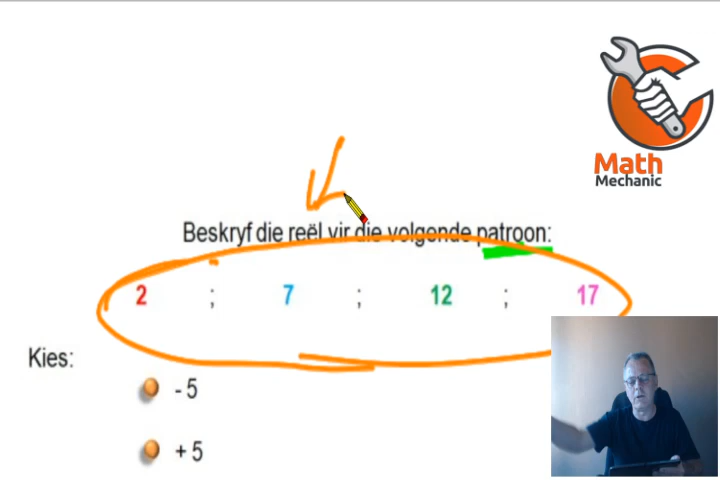 Math
Mechanic
Beskryf die reël vir die volgende patroon:
2 ; 7 ; 12 ; 17
Kies:
- 5
+ 5